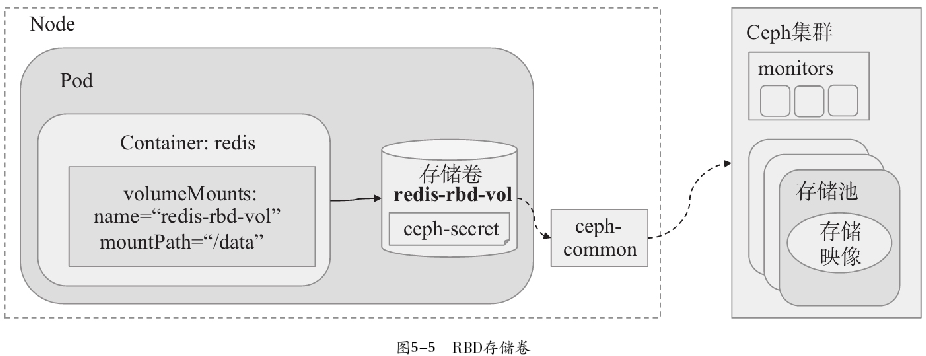 Node
Pod
Container: redis
volumeMounts:
name=“redis-rbd-vol”
mountPath=“/data”
存储卷
redis-rbd-vol
ceph-secret
ceph-
common
Ceph集群
monitors
存储池
存储
映像
图5-5 RBD存储卷